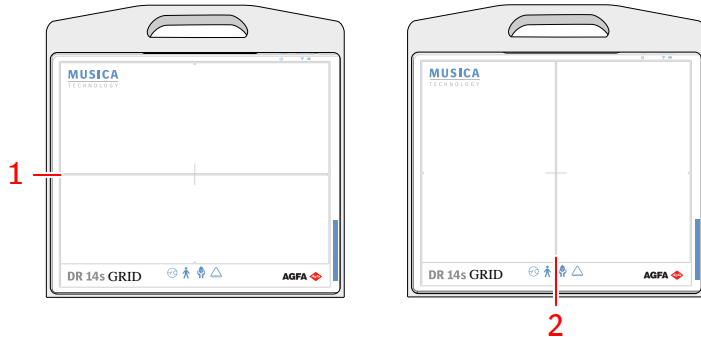 MUSICA
TECHNOLOGY
1
DR 14s GRID
AGFA
MUSICA
TECHNOLOGY
DR 14s GRID
AGFA
2